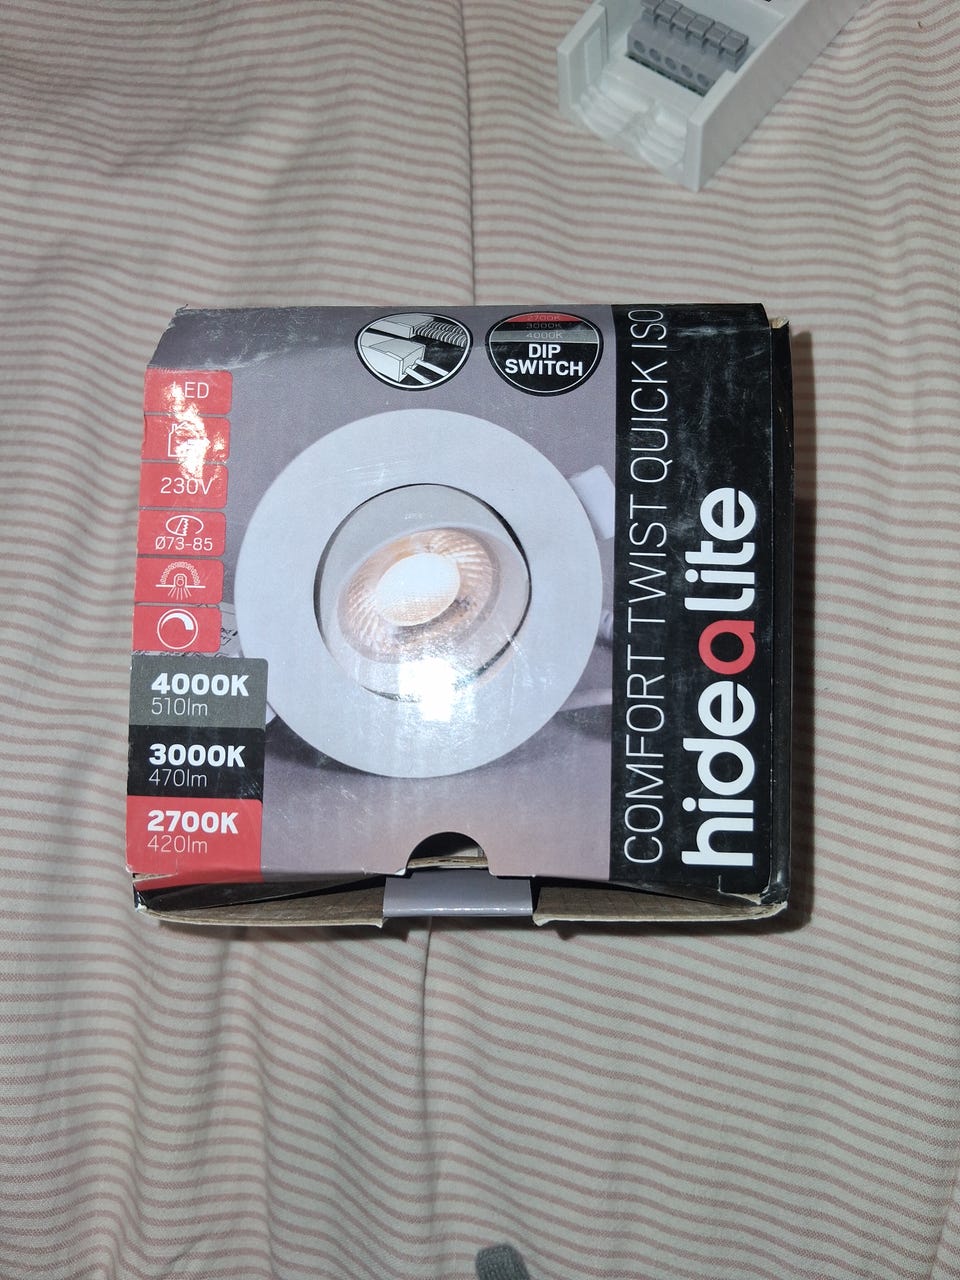 2700K
3000K
4000K
DIP
SWITCH
LED
230V
Ø73-85
6
4000K
510lm
3000K
470lm
2700K
420lm
COMFORT TWIST QUICK ISO
hidealite